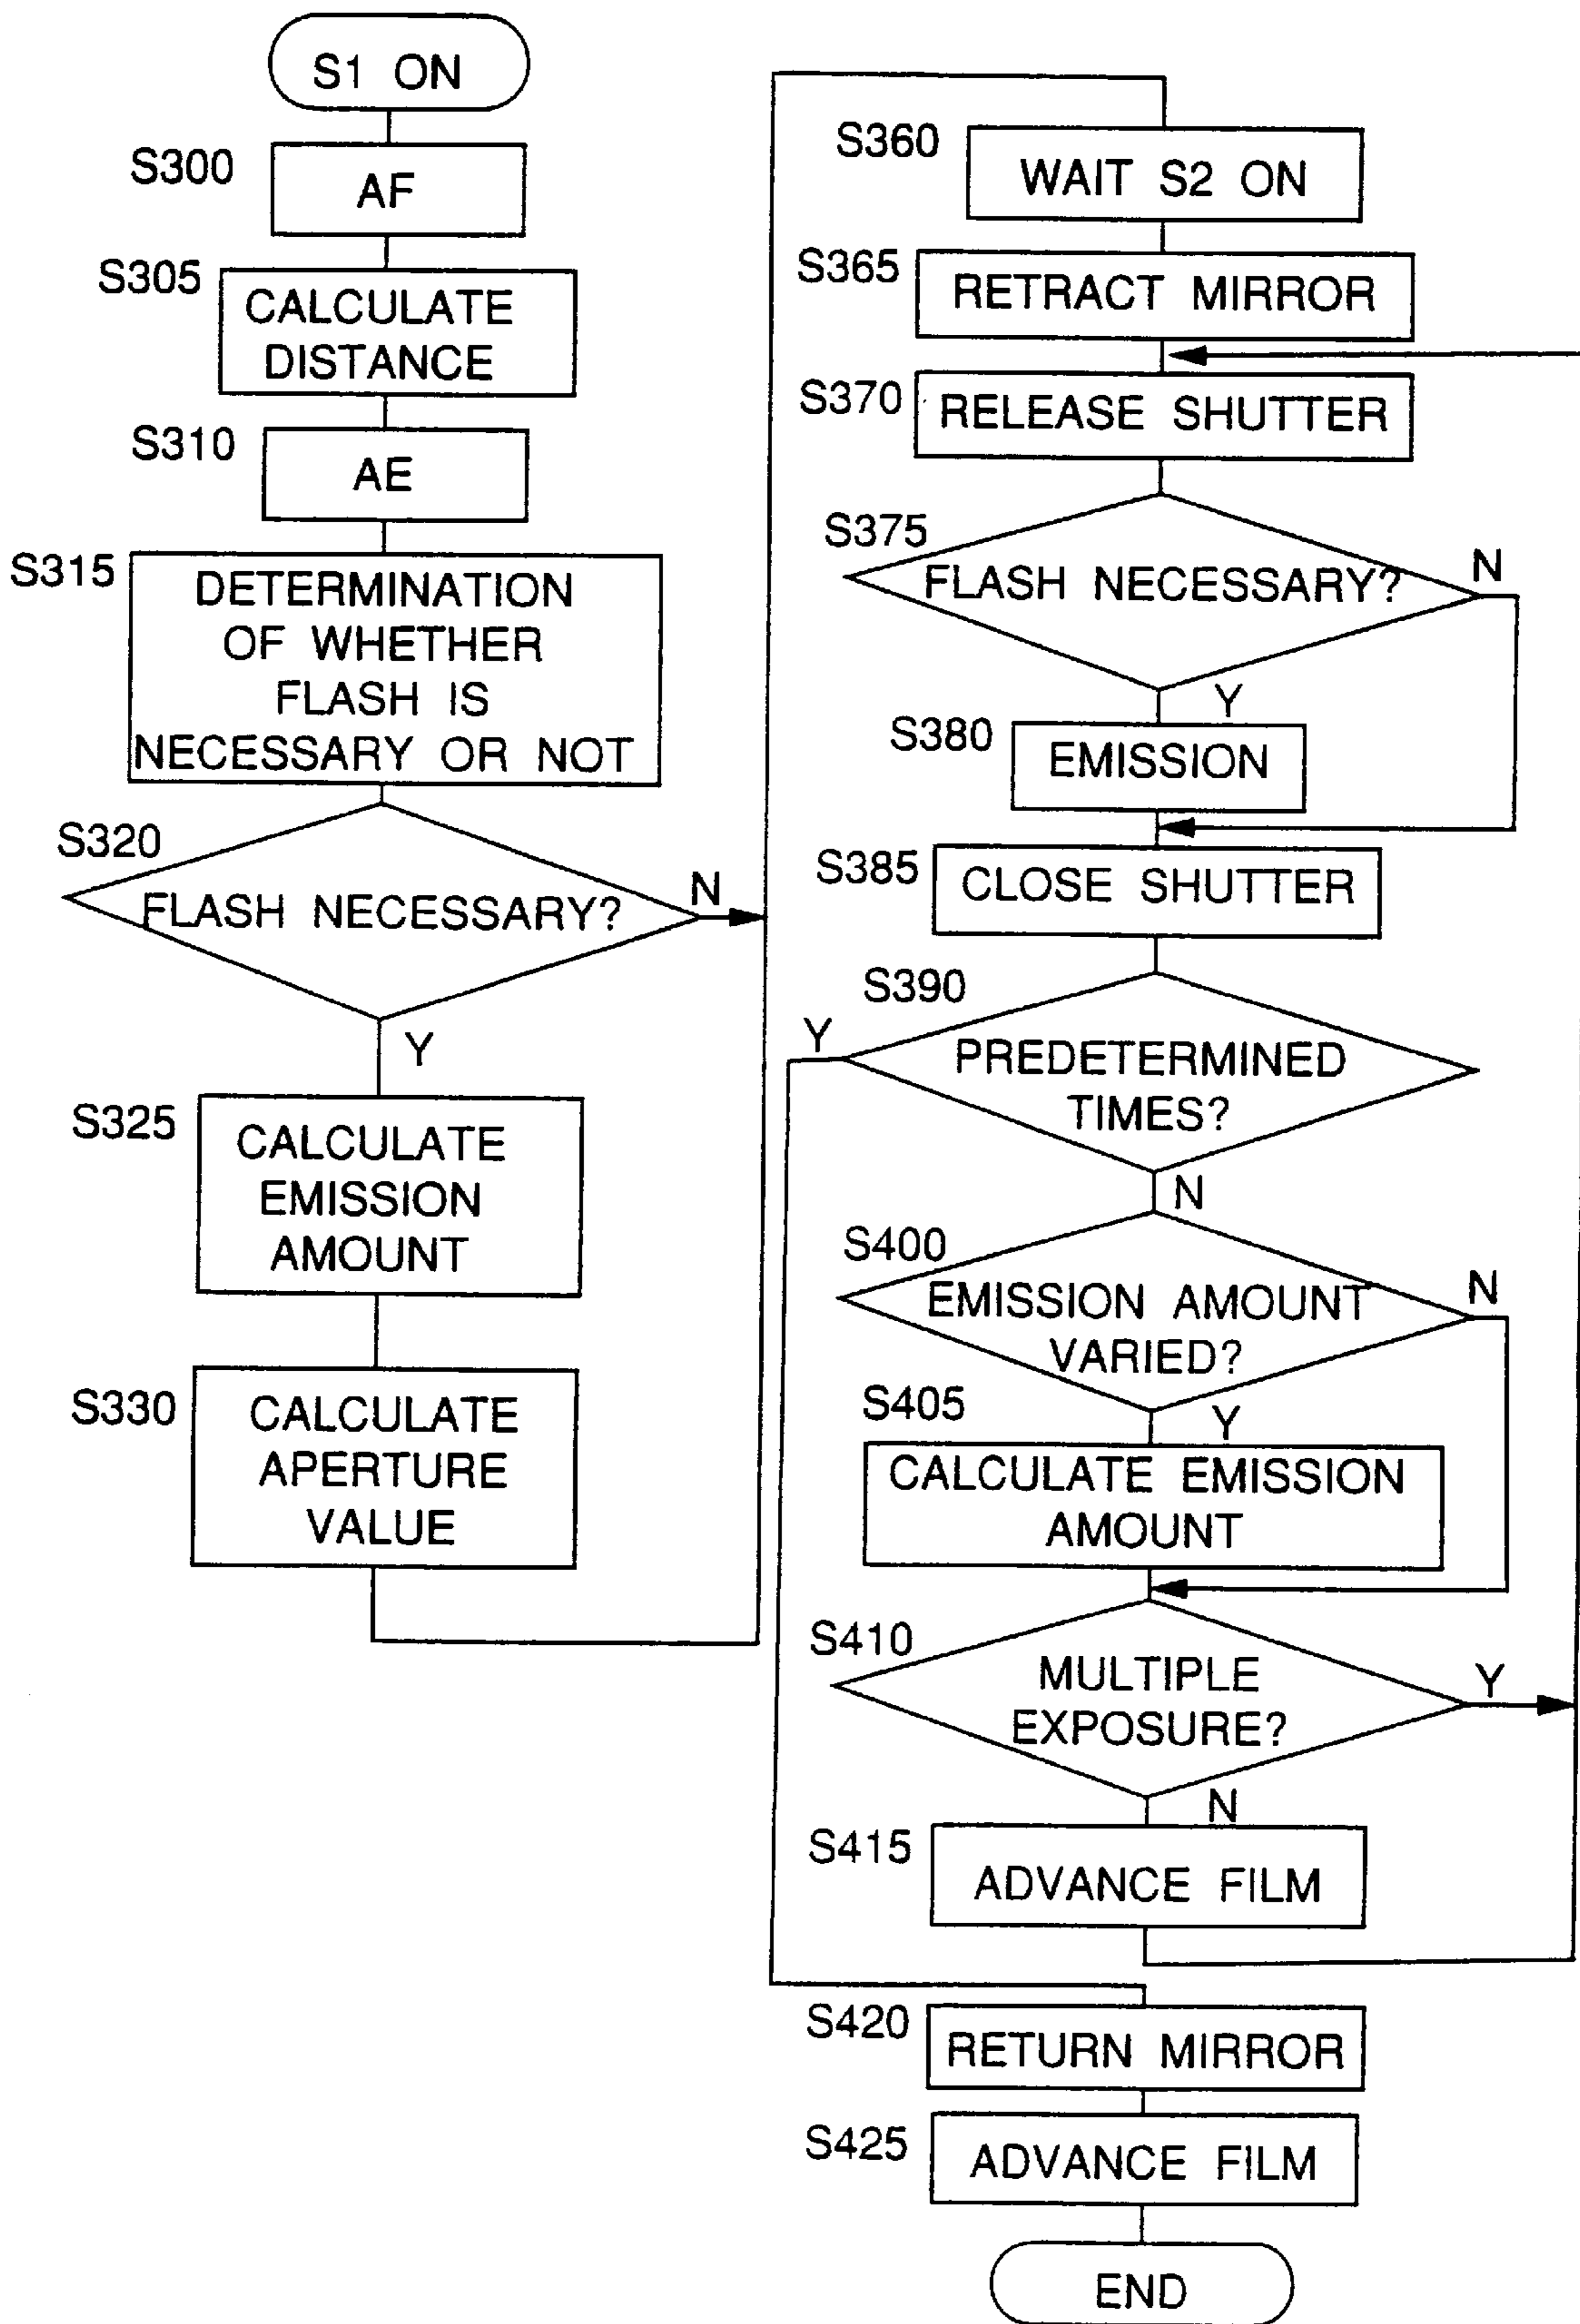 S1 ON
S300
AF
S305
CALCULATE
DISTANCE
S310
AE
S315
DETERMINATION
OF WHETHER
FLASH IS
NECESSARY OR NOT
S320
FLASH NECESSARY?
N
Y
S325
CALCULATE
EMISSION
AMOUNT
S330
CALCULATE
APERTURE
VALUE
S360
WAIT S2 ON
S365
RETRACT MIRROR
S370
RELEASE SHUTTER
S375
FLASH NECESSARY?
N
Y
S380
EMISSION
S385
CLOSE SHUTTER
S390
Y
PREDETERMINED
TIMES?
N
S400
EMISSION AMOUNT
VARIED?
N
S405
Y
CALCULATE EMISSION
AMOUNT
S410
MULTIPLE
EXPOSURE?
Y
N
S415
ADVANCE FILM
S420
RETURN MIRROR
S425
ADVANCE FILM
END